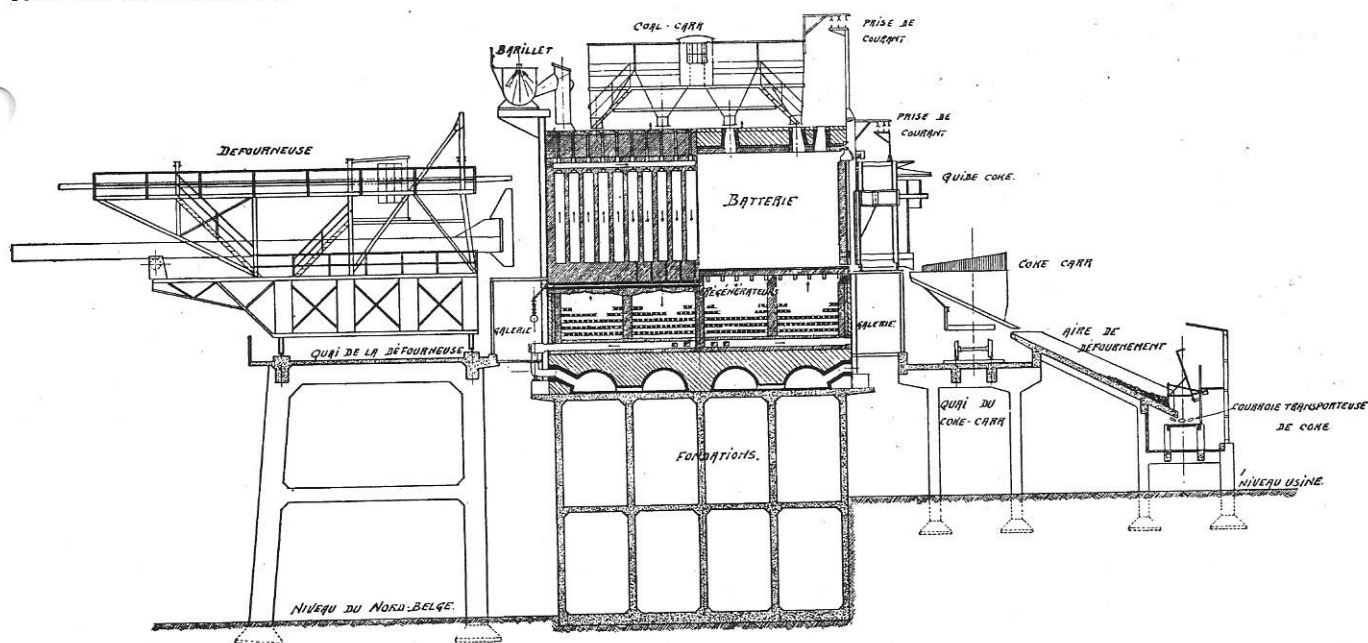 COAL-CARR
PRISE DE
COURANT
BARILLET
PRISE DE
COURANT
DEFOURNEUSE
GUIDE COKE.
BATTERIE
COKE CARR
RÉGÉNÉRATEURS
GALERIE
GALERIE.
AIRE DE
DÉFOURNEMENT
QUAI DE LA DÉFOURNEUSE
QUAI DU
COKE-CARR
COURROIE TRANSPORTEUSE
DE COKE
FONDATIONS.
NIVEAU USINE.
NIVEAU DU NORD-BELGE.